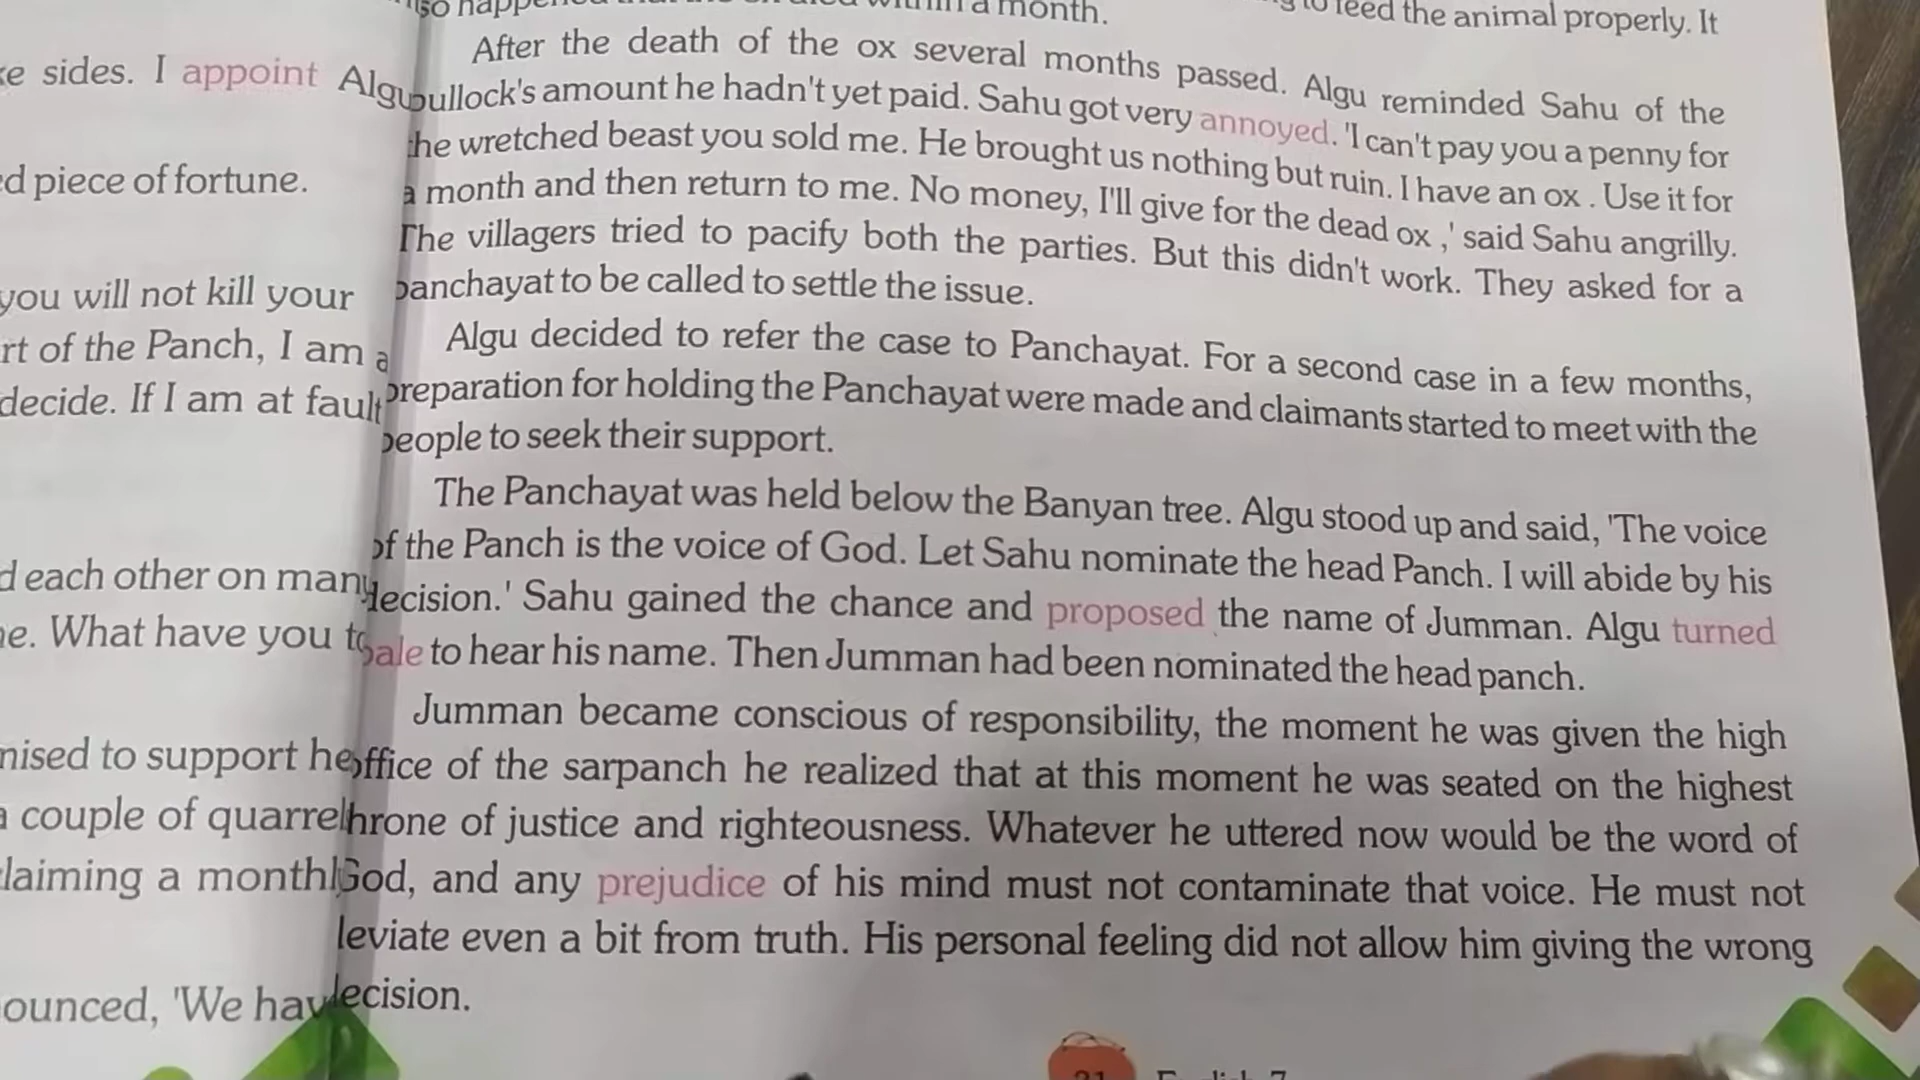 ke sides. I appoint Algu
ed piece of fortune.
you will not kill your
rt of the Panch, I am a
decide. If I am at fault
d each other on many
e. What have you to
mised to support he
a couple of quarrel
laiming a monthl
ounced, 'We hav
so happened that the ox died within a month.
to feed the animal properly. It
After the death of the ox several months passed. Algu reminded Sahu of the
bullock's amount he hadn't yet paid. Sahu got very annoyed. 'I can't pay you a penny for
the wretched beast you sold me. He brought us nothing but ruin. I have an ox . Use it for
a month and then return to me. No money, I'll give for the dead ox ,' said Sahu angrilly.
The villagers tried to pacify both the parties. But this didn't work. They asked for a
panchayat to be called to settle the issue.
Algu decided to refer the case to Panchayat. For a second case in a few months,
preparation for holding the Panchayat were made and claimants started to meet with the
people to seek their support.
The Panchayat was held below the Banyan tree. Algu stood up and said, 'The voice
of the Panch is the voice of God. Let Sahu nominate the head Panch. I will abide by his
decision.' Sahu gained the chance and proposed the name of Jumman. Algu turned
pale to hear his name. Then Jumman had been nominated the head panch.
Jumman became conscious of responsibility, the moment he was given the high
office of the sarpanch he realized that at this moment he was seated on the highest
throne of justice and righteousness. Whatever he uttered now would be the word of
God, and any prejudice of his mind must not contaminate that voice. He must not
deviate even a bit from truth. His personal feeling did not allow him giving the wrong
decision.
31 English-7